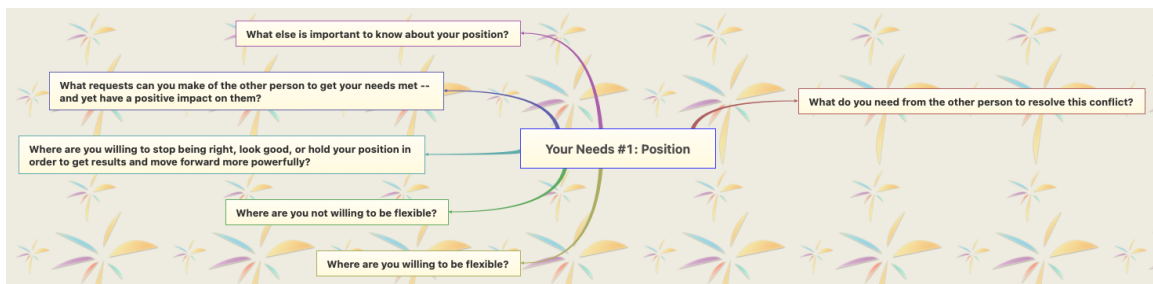 What else is important to know about your position?
What requests can you make of the other person to get your needs met --
and yet have a positive impact on them?
What do you need from the other person to resolve this conflict?
Your Needs #1: Position
Where are you willing to stop being right, look good, or hold your position in
order to get results and move forward more powerfully?
Where are you not willing to be flexible?
Where are you willing to be flexible?